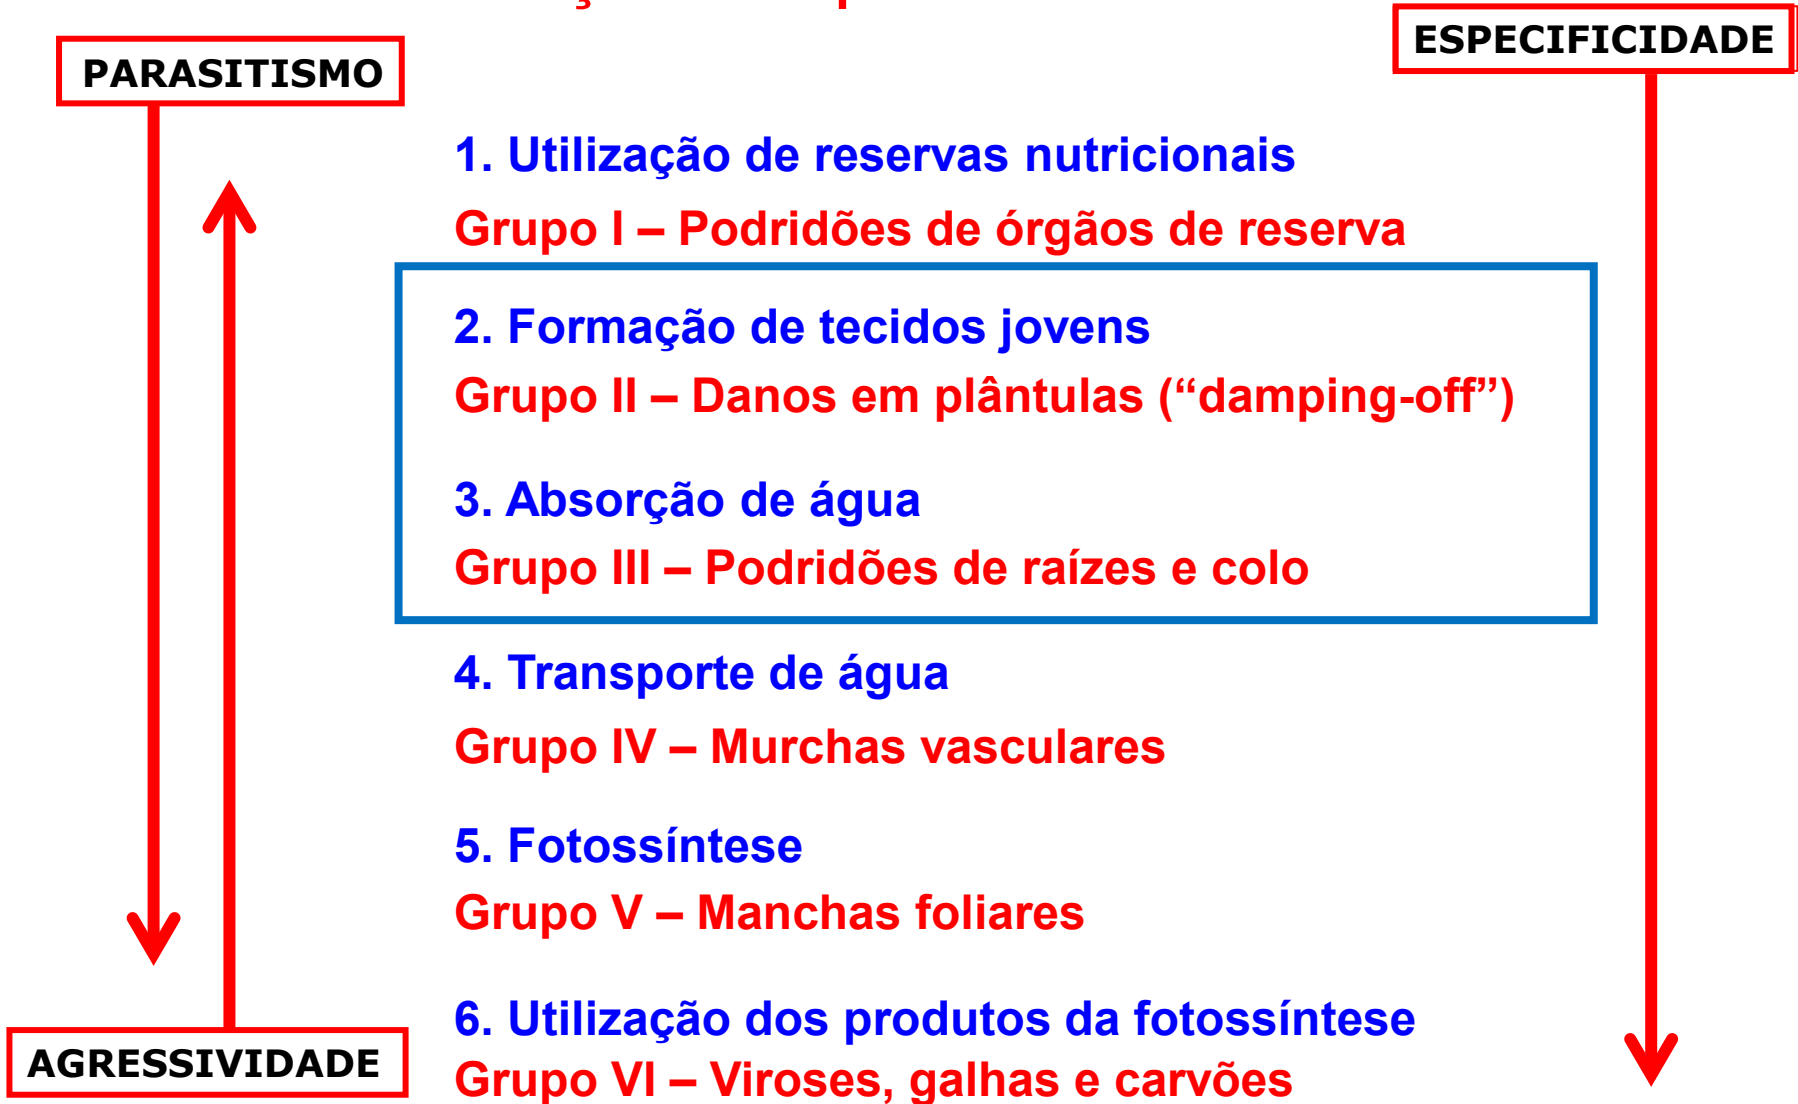 PARASITISMO
ESPECIFICIDADE
1. Utilização de reservas nutricionais
Grupo I – Podridões de órgãos de reserva
2. Formação de tecidos jovens
Grupo II – Danos em plântulas (“damping-off”)
3. Absorção de água
Grupo III – Podridões de raízes e colo
4. Transporte de água
Grupo IV – Murchas vasculares
5. Fotossíntese
Grupo V – Manchas foliares
6. Utilização dos produtos da fotossíntese
Grupo VI – Viroses, galhas e carvões
AGRESSIVIDADE